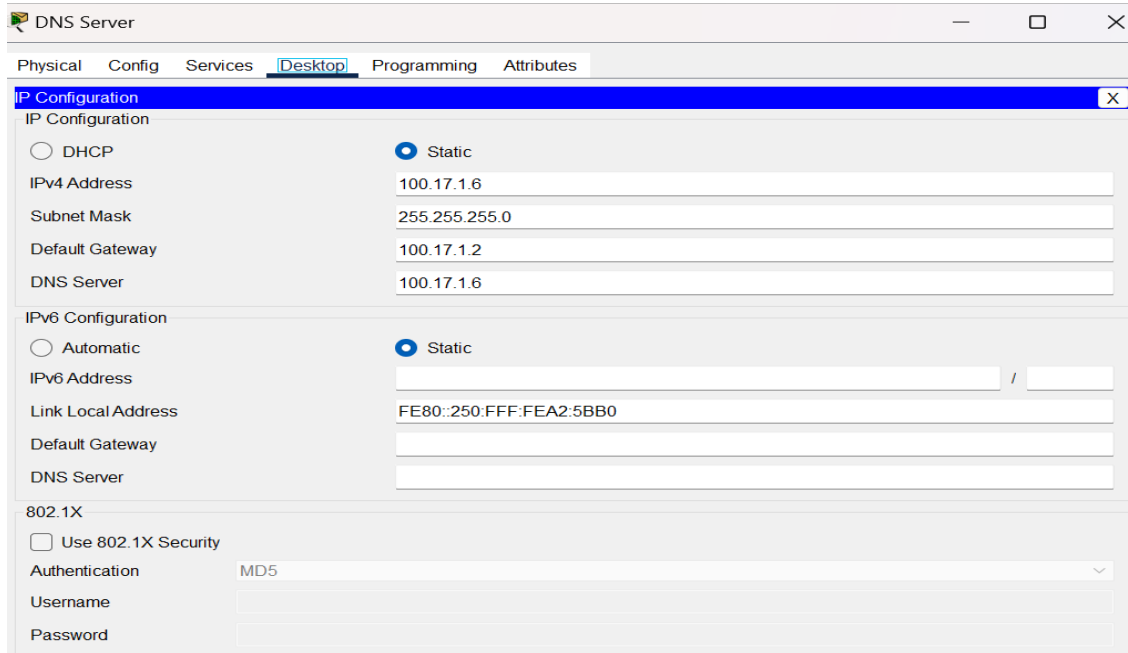 DNS Server
Physical Config Services Desktop Programming Attributes
IP Configuration X
IP Configuration
DHCP Static
IPv4 Address 100.17.1.6
Subnet Mask 255.255.255.0
Default Gateway 100.17.1.2
DNS Server 100.17.1.6
IPv6 Configuration
Automatic Static
IPv6 Address /
Link Local Address FE80::250:FFF:FEA2:5BB0
Default Gateway
DNS Server
802.1X
Use 802.1X Security
Authentication MD5
Username
Password